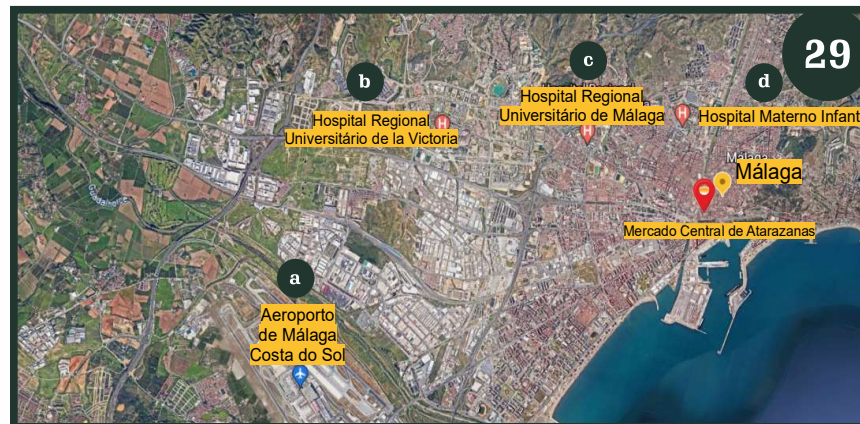 29
b
c
d
Hospital Regional
Universitário de la Victoria
H
Hospital Regional
Universitário de Málaga
H
H
Hospital Materno Infant
Málaga
Málaga
Mercado Central de Atarazanas
a
Aeroporto
de Málaga
Costa do Sol